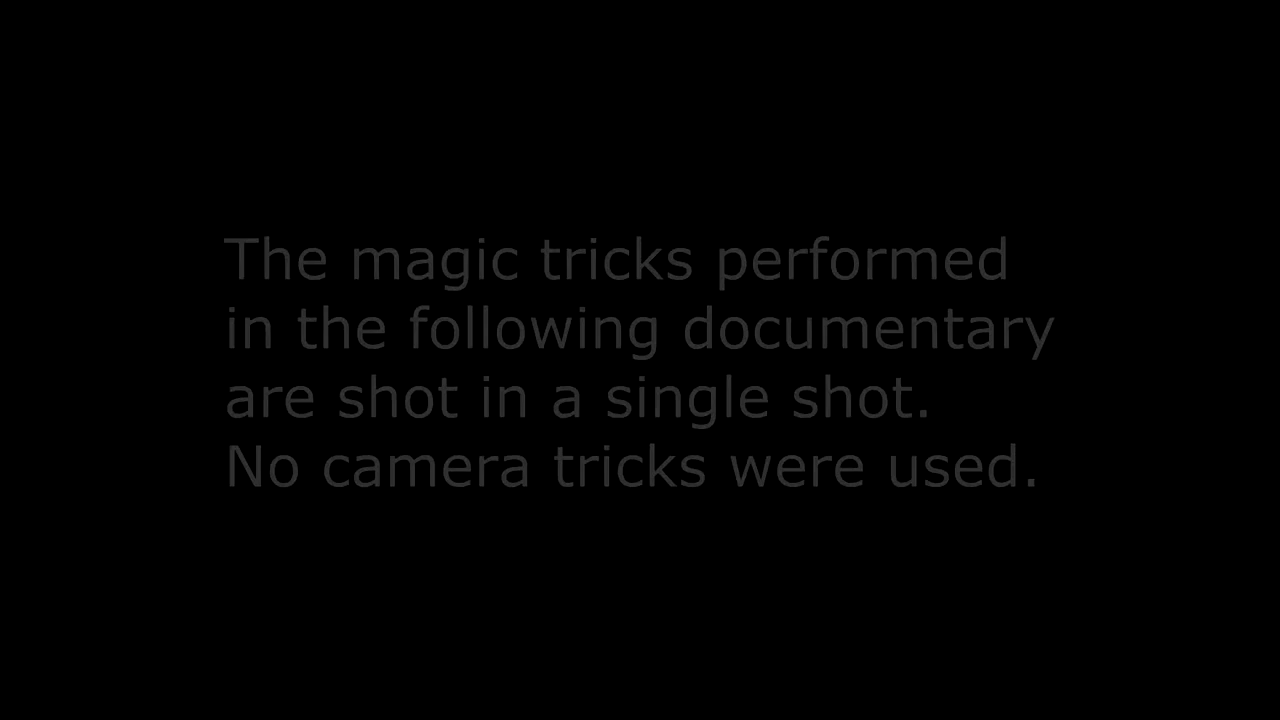 The magic tricks performed
in the following documentary
are shot in a single shot.
No camera tricks were used.